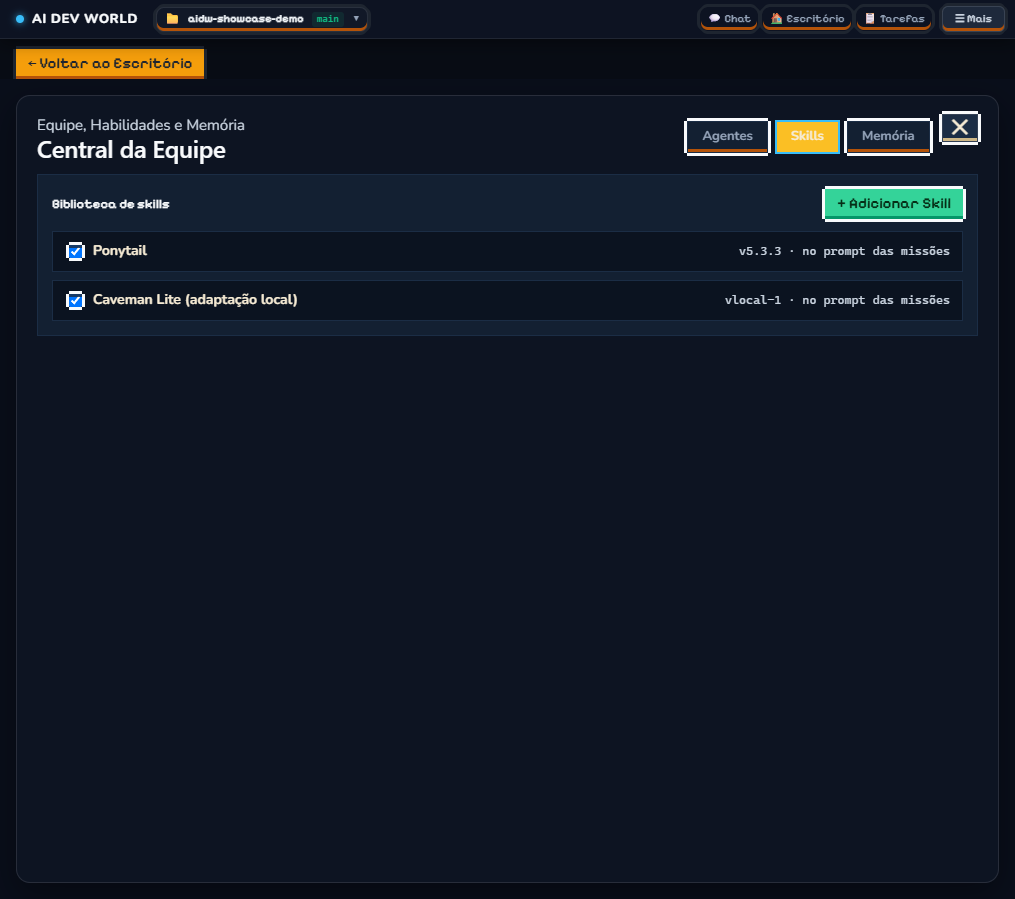 AI DEV WORLD
aidw-showcase-demo main ▼
💬 Chat
🏠 Escritório
📋 Tarefas
☰ Mais
← Voltar ao Escritório
Equipe, Habilidades e Memória
Central da Equipe
Agentes
Skills
Memória
✕
Biblioteca de skills
+ Adicionar Skill
Ponytail
v5.3.3 · no prompt das missões
Caveman Lite (adaptação local)
vlocal-1 · no prompt das missões